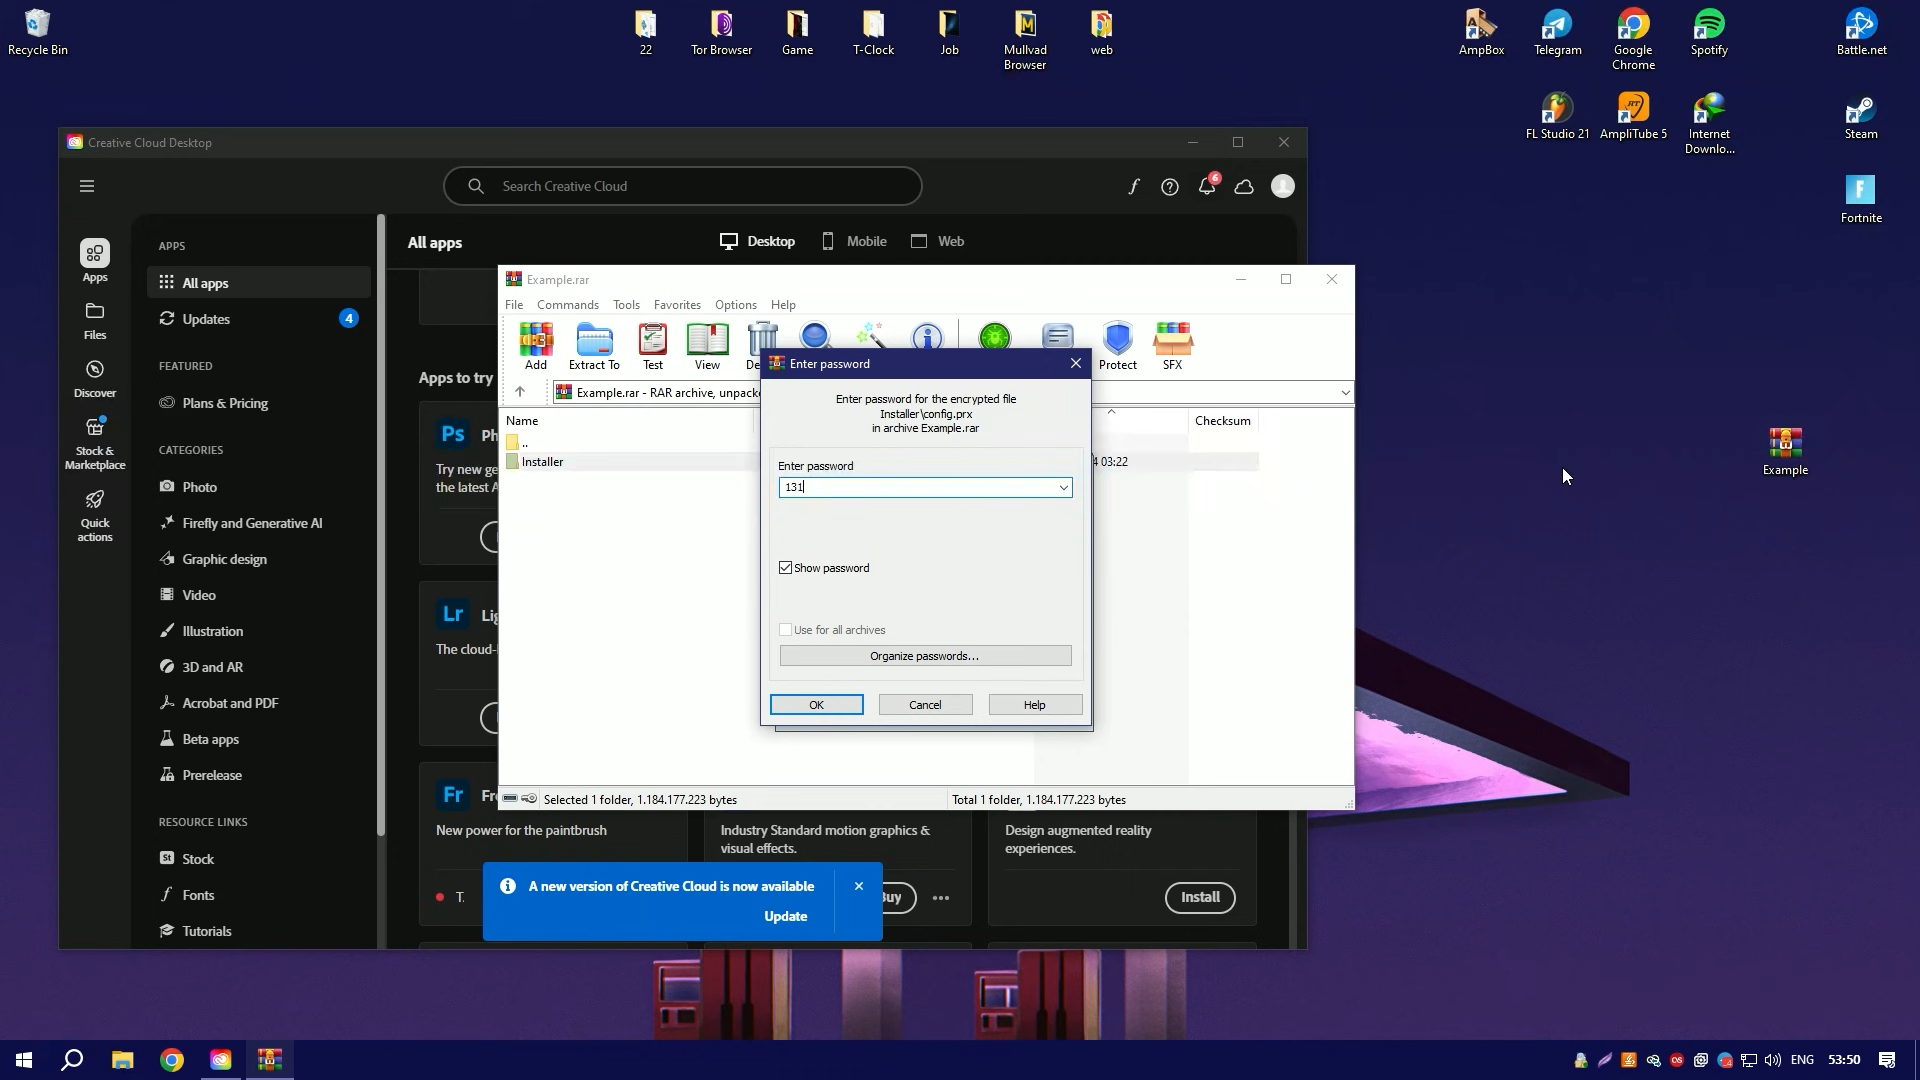 Recycle Bin
22
Tor Browser
Game
T-Clock
Job
Mullvad
Browser
web
AmpBox
Telegram
Google
Chrome
Spotify
Battle.net
FL Studio 21
AmpliTube 5
Internet
Downlo...
Steam
Fortnite
Example
Creative Cloud Desktop
Search Creative Cloud
6
Apps
Files
Discover
Stock &
Marketplace
Quick
actions
APPS
All apps
Updates
4
FEATURED
Plans & Pricing
CATEGORIES
Photo
Firefly and Generative AI
Graphic design
Video
Illustration
3D and AR
Acrobat and PDF
Beta apps
Prerelease
RESOURCE LINKS
St Stock
Fonts
Tutorials
All apps
Desktop
Mobile
Web
Apps to try
Ps
Try new ge
the latest A
Lr
The cloud-
Fr
New power for the paintbrush
T.
Industry Standard motion graphics &
visual effects.
Buy
Design augmented reality
experiences.
Install
A new version of Creative Cloud is now available
Update
Example.rar
File Commands Tools Favorites Options Help
Add
Extract To
Test
View
Protect
SFX
Example.rar - RAR archive, unpacke
Name
Checksum
..
Installer
4 03:22
Selected 1 folder, 1.184.177.223 bytes
Total 1 folder, 1.184.177.223 bytes
Enter password
Enter password for the encrypted file
Installer\config.prx
in archive Example.rar
Enter password
131
Show password
Use for all archives
Organize passwords...
OK
Cancel
Help
ENG
53:50